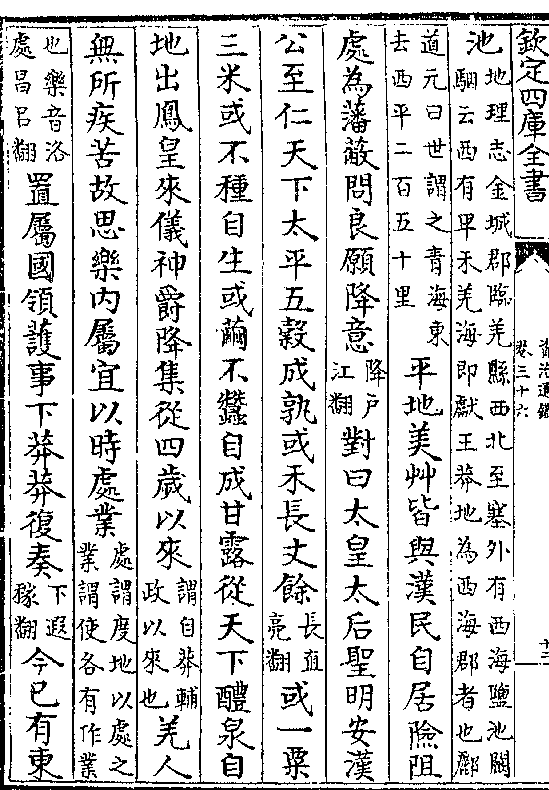 欽定四庫全書
卷三十六
池地理志金城郡臨羌縣西北至塞外有西海鹽池闞
駰云西有卑禾羌海即獻王莽地為西海郡者也酈
道元曰世謂之青海東
去西平二百五十里平地美艸皆與漢民自居險阻
處為藩蔽問良願降意降户江翻對曰太皇太后聖明安漢
公至仁天下太平五穀成孰或禾長丈餘長直亮翻或一粟
三米或不種自生或繭不蠶自成甘露從天下醴泉自
地出鳳皇來儀神爵降集從四歲以來謂自莽輔政以來也羌人
無所疾苦故思樂内屬宜以時處業處謂度地以處之業謂使各有作業
也樂音洛處昌呂翻置屬國領護事下莽莽復奏下遐稼翻今已有東